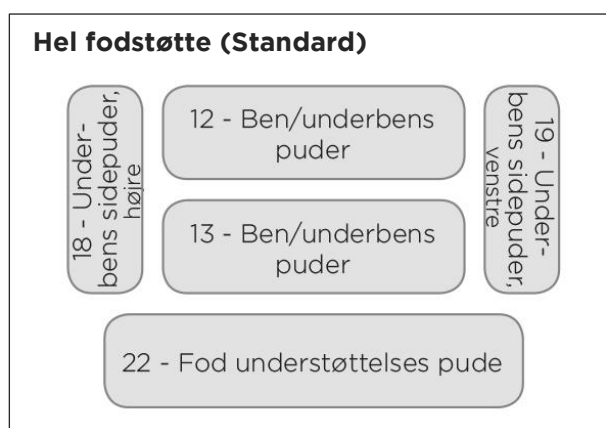 Hel fodstøtte (Standard)
18 - Under-
bens sidepuder,
højre
12 - Ben/underbens
puder
19 - Under-
bens sidepuder,
venstre
13 - Ben/underbens
puder
22 - Fod understøttelses pude